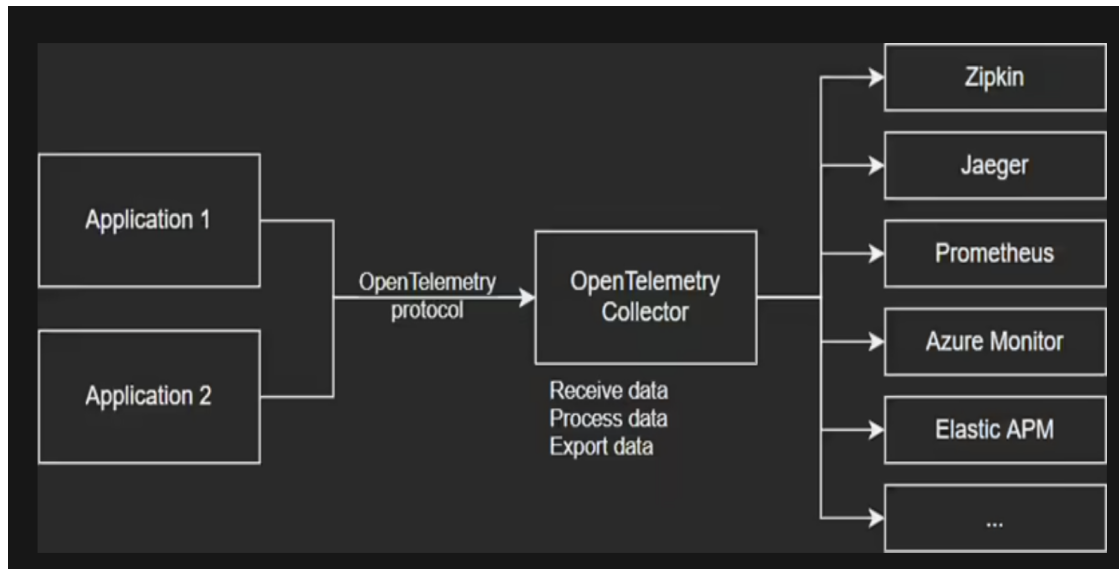 Application 1
Application 2
OpenTelemetry
protocol
OpenTelemetry
Collector
Receive data
Process data
Export data
Zipkin
Jaeger
Prometheus
Azure Monitor
Elastic APM
...